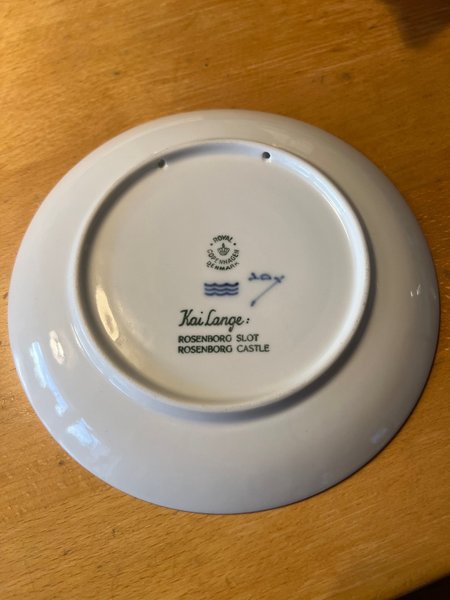 ROYAL
COPENHAGEN
DENMARK
Kai Lange:
ROSENBORG SLOT
ROSENBORG CASTLE